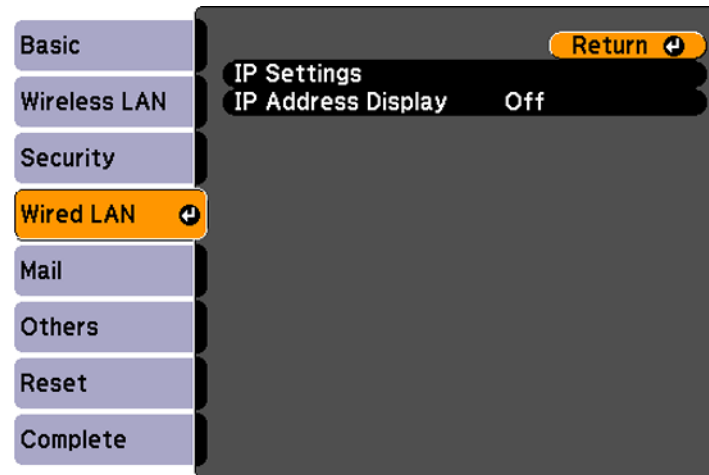 Basic
Wireless LAN
Security
Wired LAN
Mail
Others
Reset
Complete
Return
IP Settings
IP Address Display Off